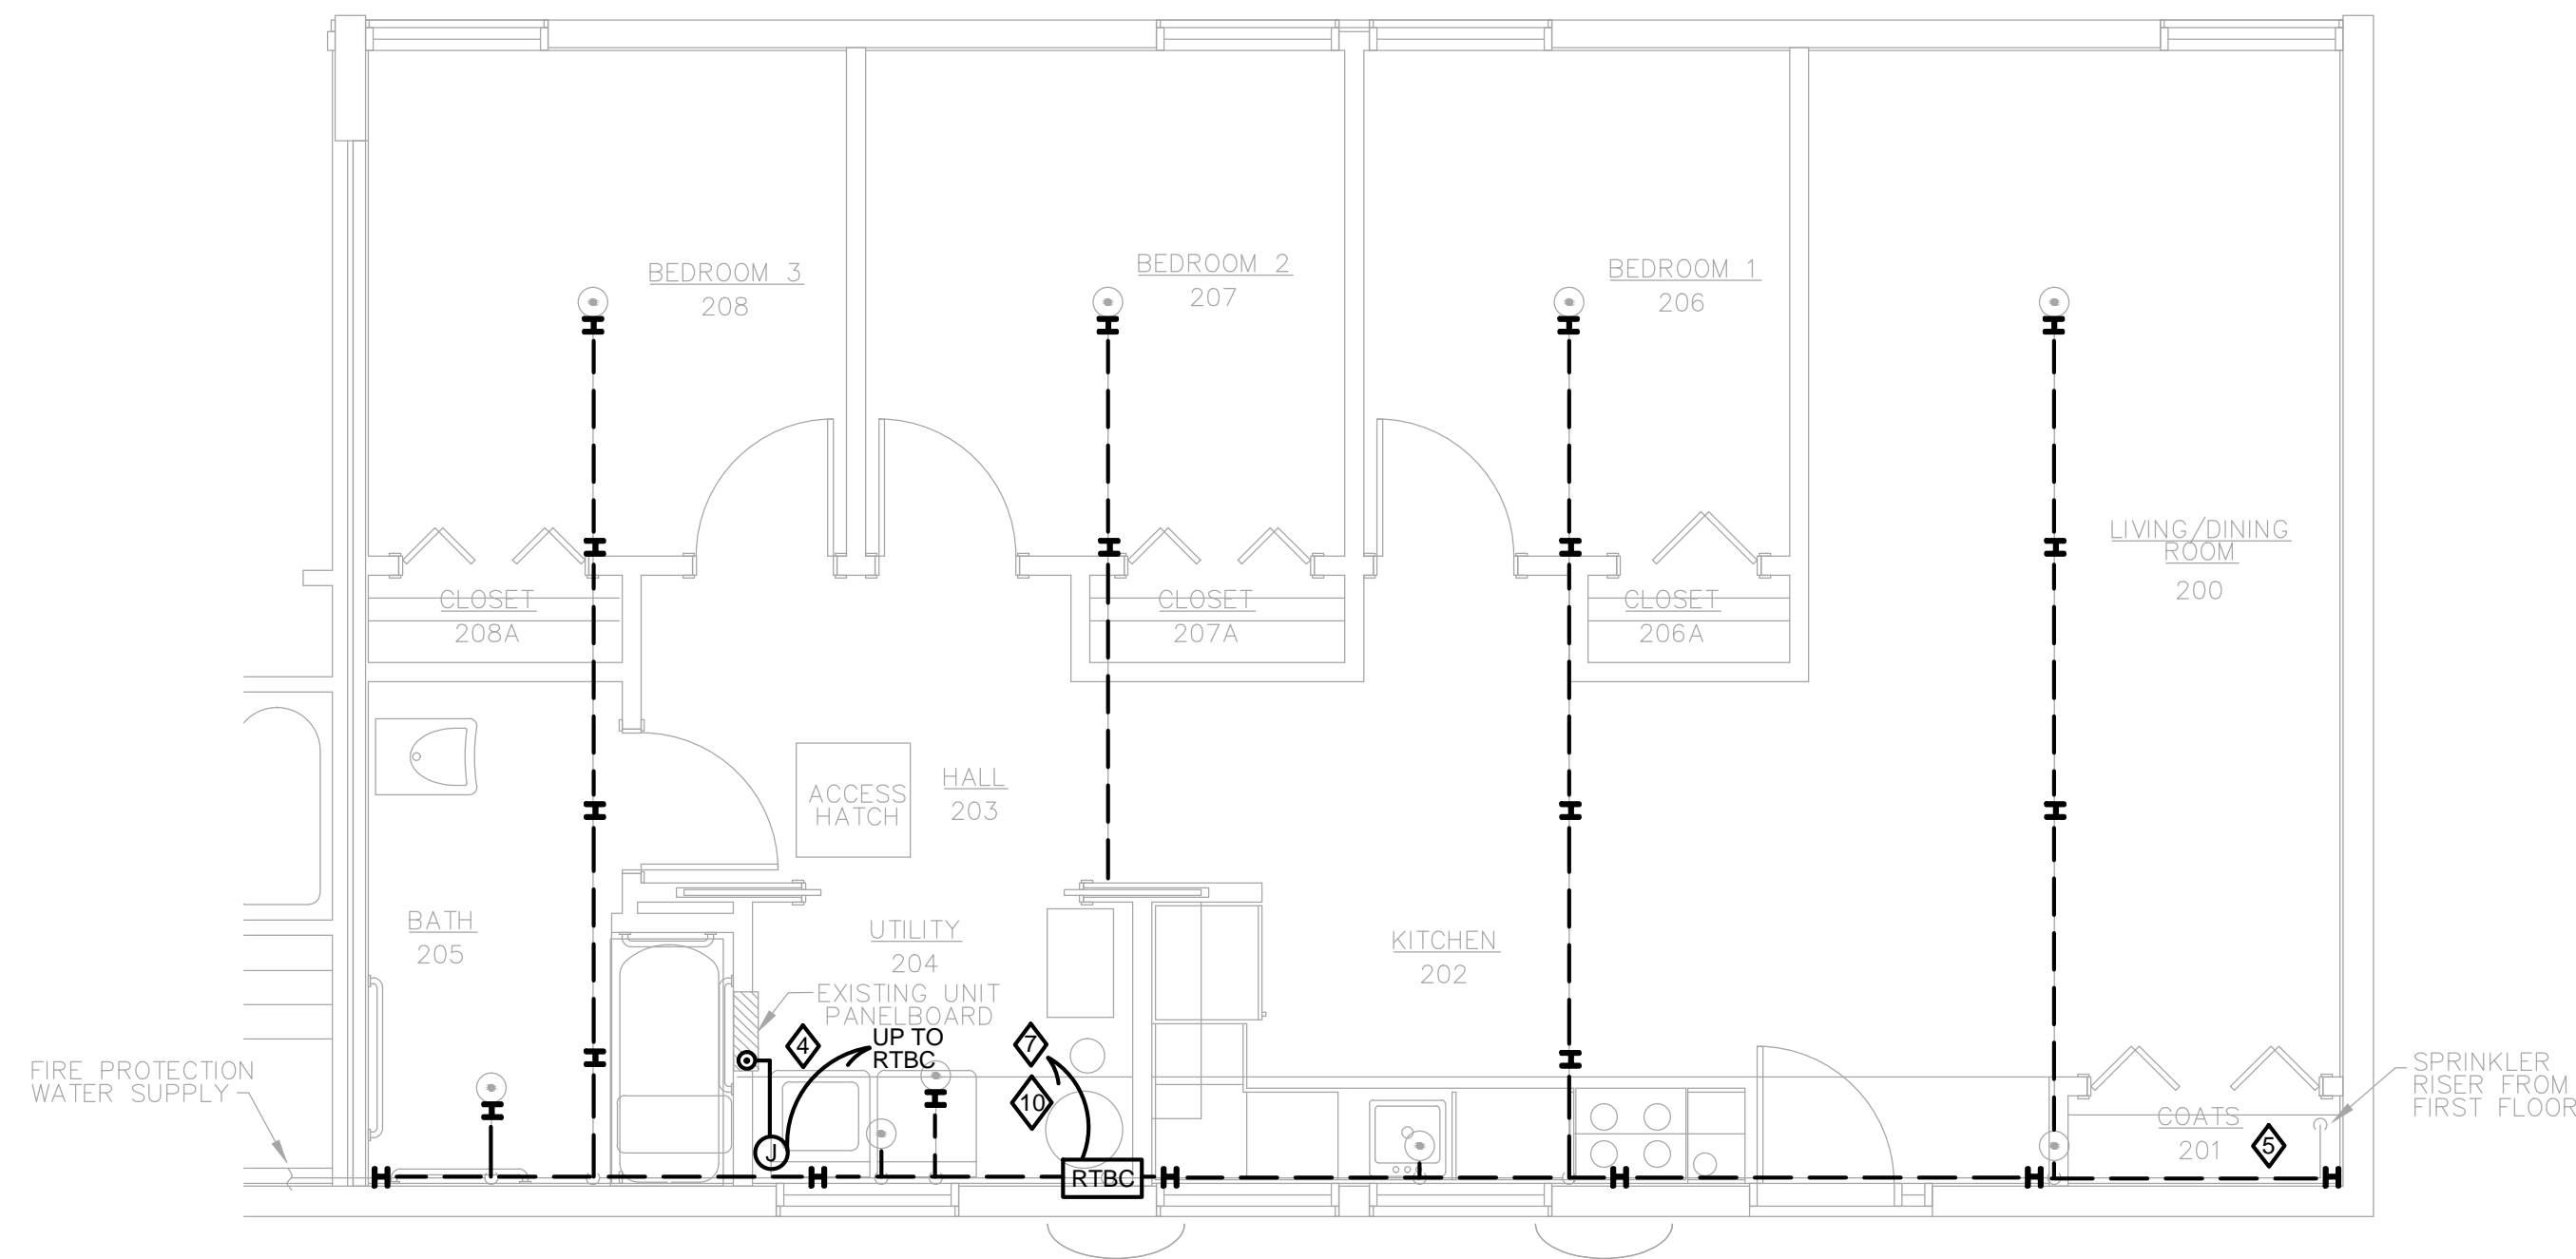 BEDROOM 3
208
BEDROOM 2
207
BEDROOM 1
206
LIVING/DINING
ROOM
200
CLOSET
208A
CLOSET
207A
CLOSET
206A
ACCESS
HATCH
HALL
203
BATH
205
UTILITY
204
KITCHEN
202
EXISTING UNIT
PANELBOARD
4
UP TO
RTBC
7
10
FIRE PROTECTION
WATER SUPPLY
SPRINKLER
RISER FROM
FIRST FLOOR
COATS
201
5
J
RTBC